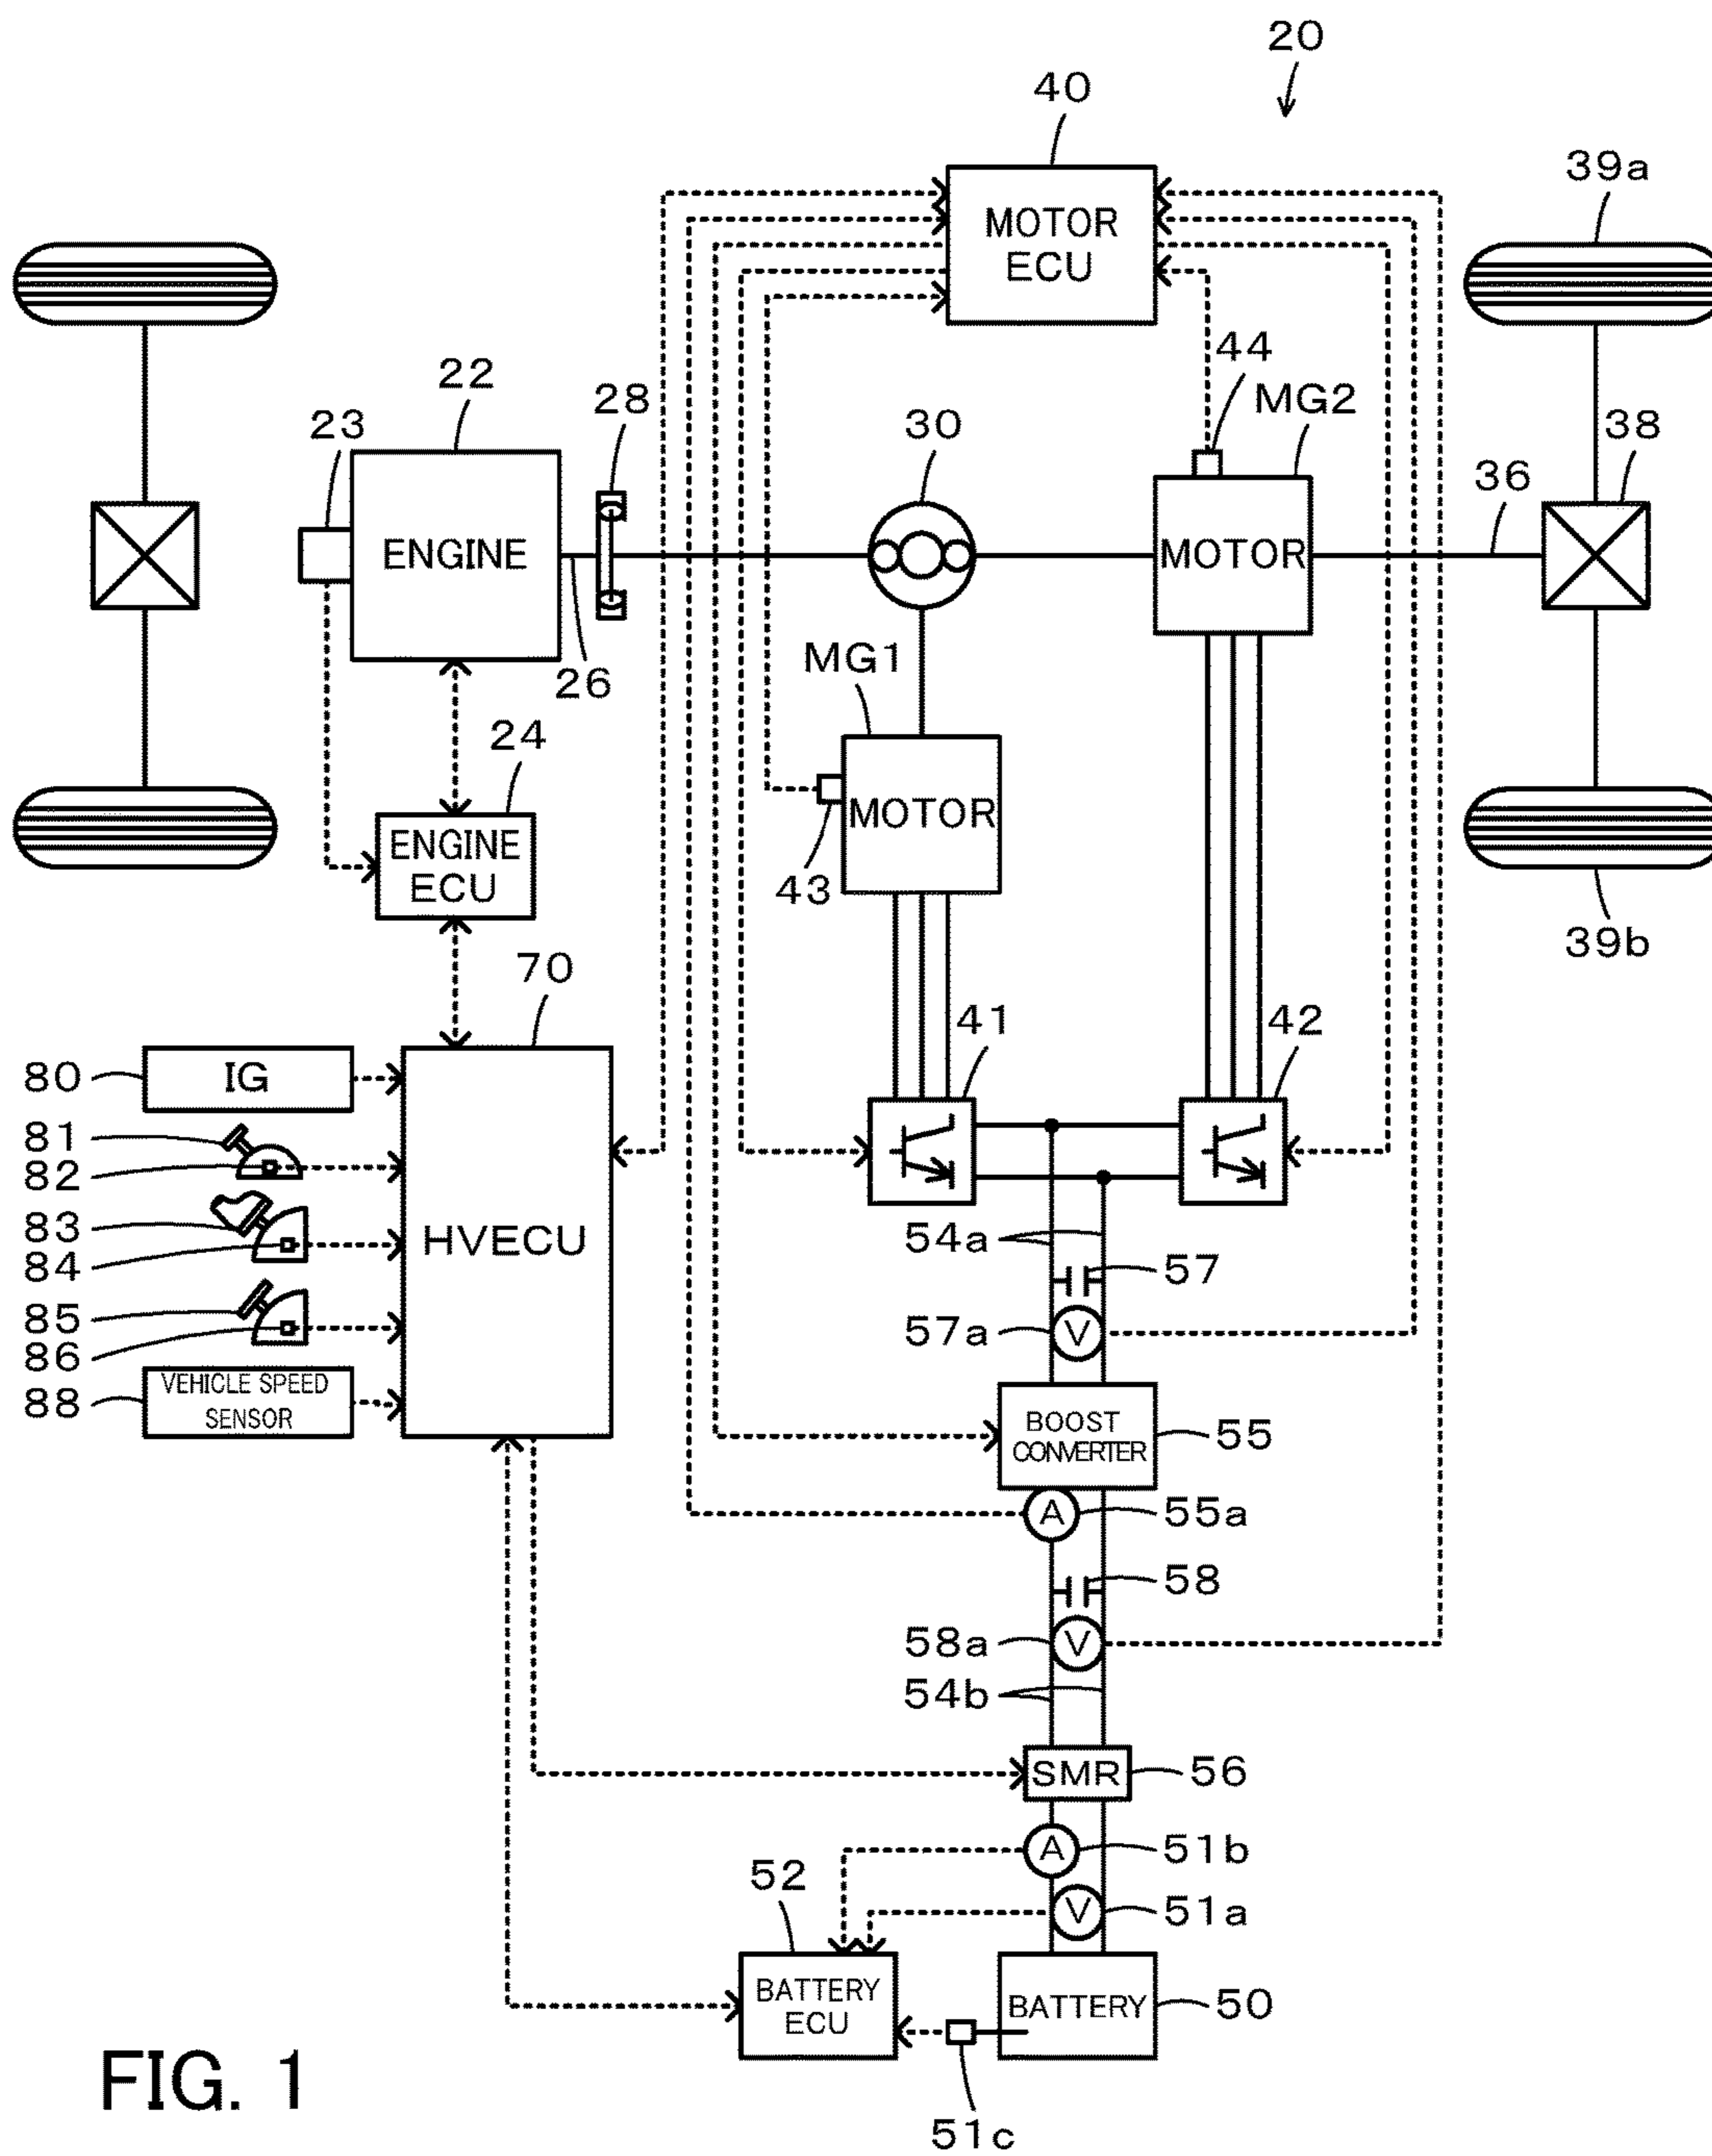 20
40
39a
MOTOR
ECU
44
22
28
MG2
23
30
38
36
ENGINE
MOTOR
MG1
26
24
MOTOR
ENGINE
ECU
43
39b
70
41
42
80
IG
81
82
83
HVECU
54a
84
57
85
57a
V
86
VEHICLE SPEED
SENSOR
88
BOOST
CONVERTER
55
A
55a
58
58a
V
54b
SMR
56
A
51b
52
V
51a
BATTERY
ECU
BATTERY
50
FIG. 1
51c